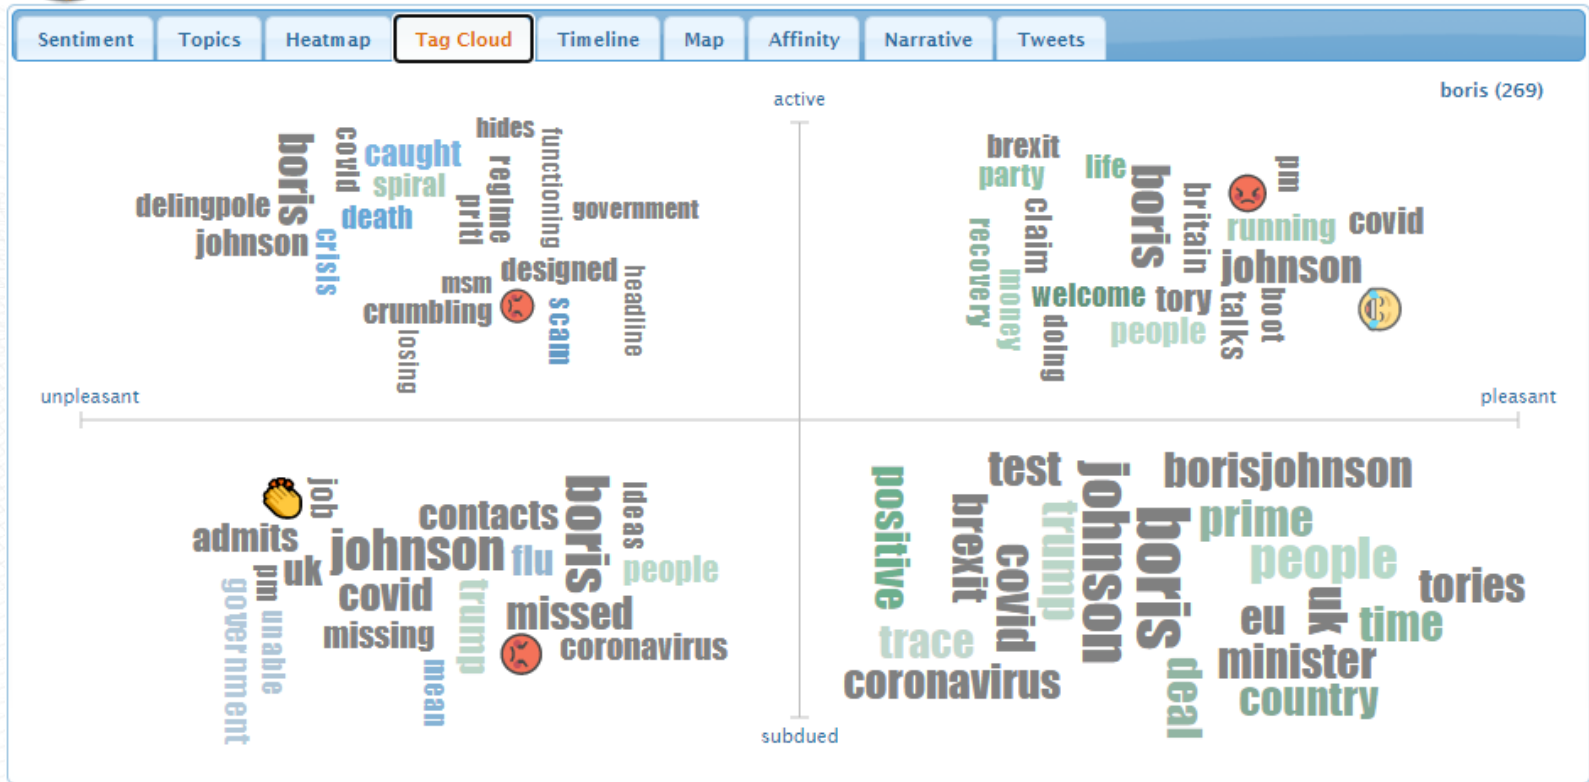 Sentiment Topics Heatmap Tag Cloud Timeline Map Affinity Narrative Tweets
boris (269)
active
hides
boris
covid
caught
functioning
spiral
regime
priti
delingpole
death
government
johnson
crisis
designed
msm
headline
crumbling
scam
losing
brexit
life
pm
party
boris
britain
claim
running
covid
recovery
johnson
money
welcome
tory
talks
boot
people
doing
unpleasant
pleasant
job
contacts
boris
ideas
admits
johnson
flu
uk
pm
people
government
covid
trump
missed
unable
missing
coronavirus
mean
test
johnson
borisjohnson
positive
brexit
trump
boris
prime
covid
people
tories
uk
eu
time
trace
minister
coronavirus
deal
country
subdued